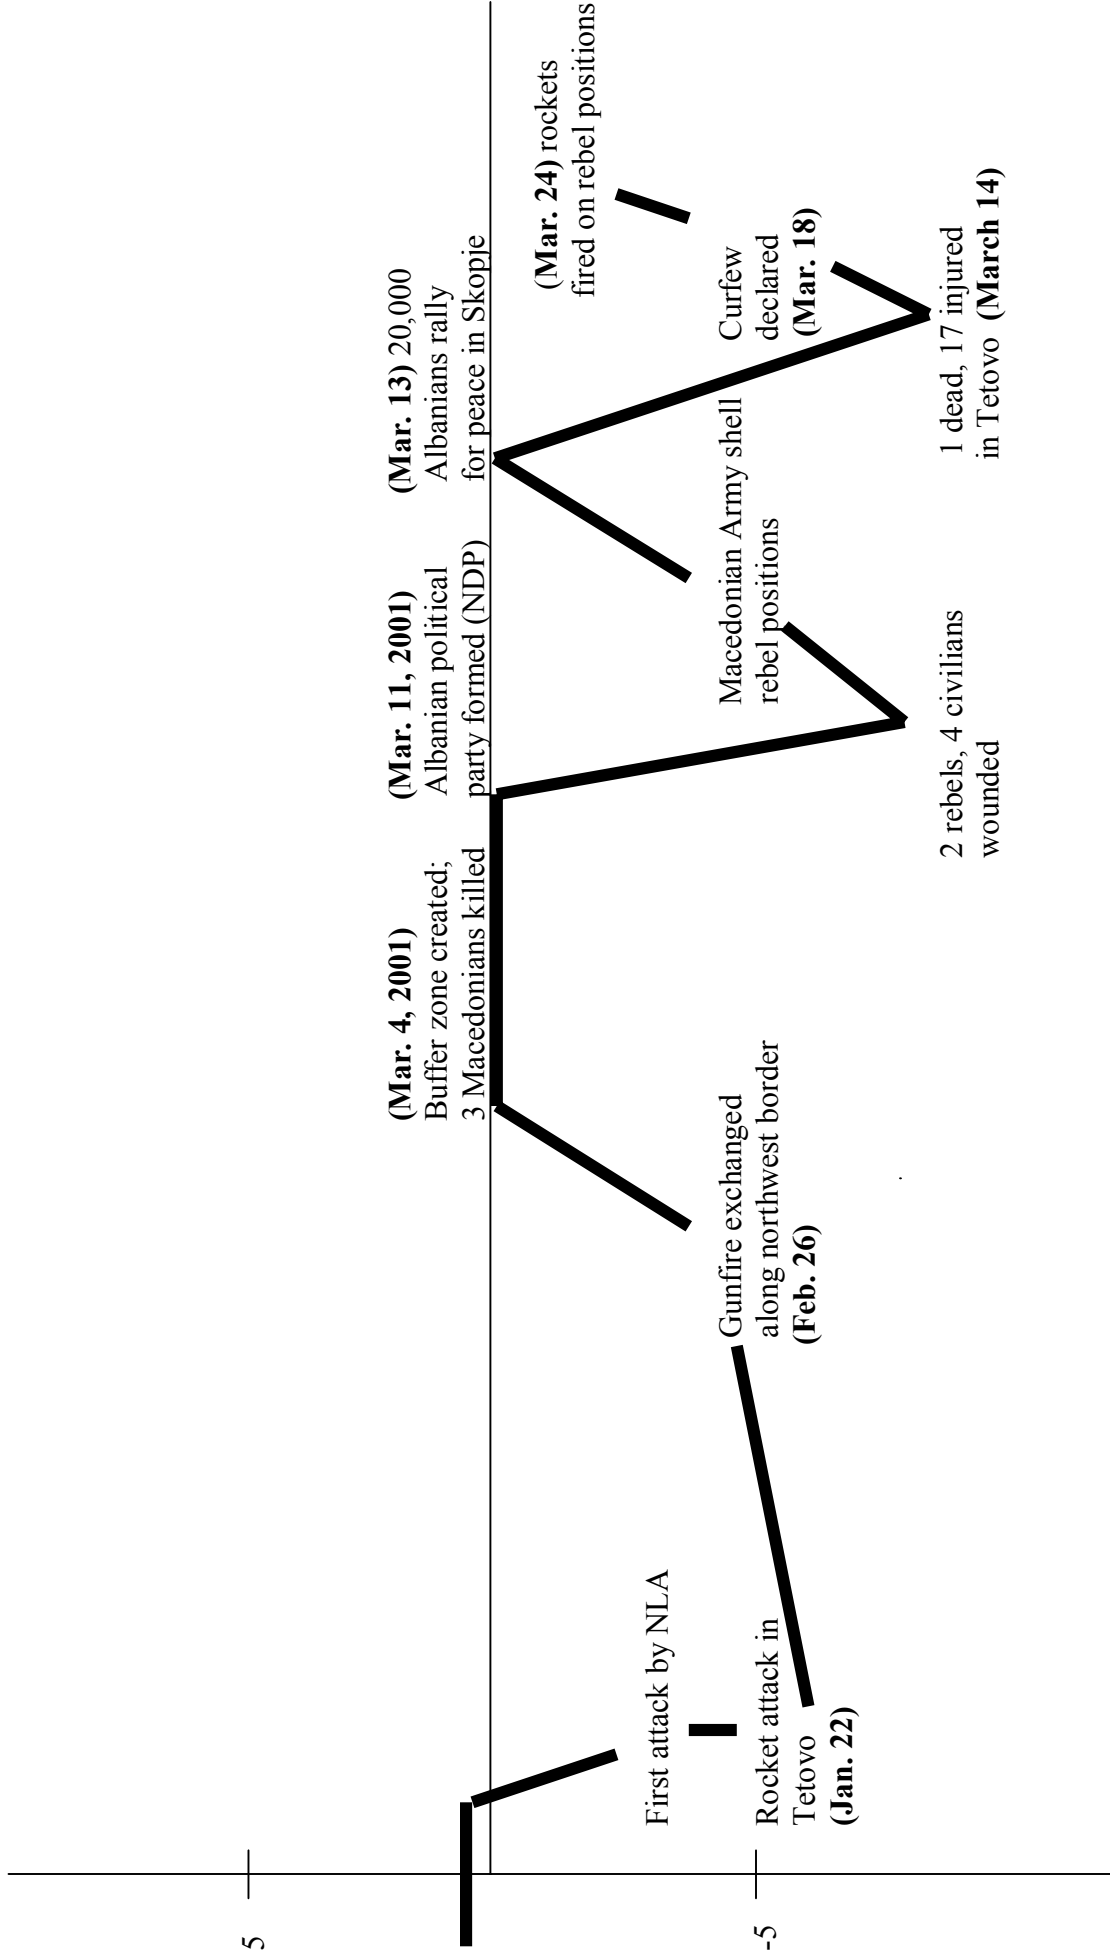 5
-5
First attack by NLA
Rocket attack in
Tetovo
(Jan. 22)
Gunfire exchanged
along northwest border
(Feb. 26)
(Mar. 4, 2001)
Buffer zone created;
3 Macedonians killed
(Mar. 11, 2001)
Albanian political
party formed (NDP)
2 rebels, 4 civilians
wounded
Macedonian Army shell
rebel positions
(Mar. 13) 20,000
Albanians rally
for peace in Skopje
1 dead, 17 injured
in Tetovo (March 14)
Curfew
declared
(Mar. 18)
(Mar. 24) rockets
fired on rebel positions